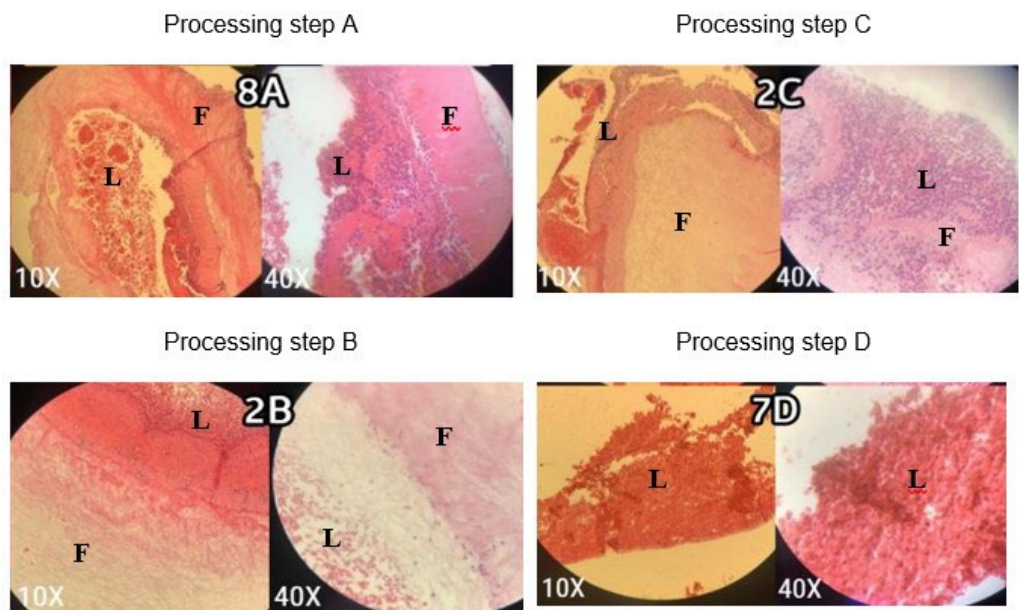 Processing step A
8A
F
L
10X
F
L
40X
Processing step C
2C
L
F
10X
L
F
40X
Processing step B
2B
L
F
10X
F
L
40X
Processing step D
7D
L
10X
L
40X